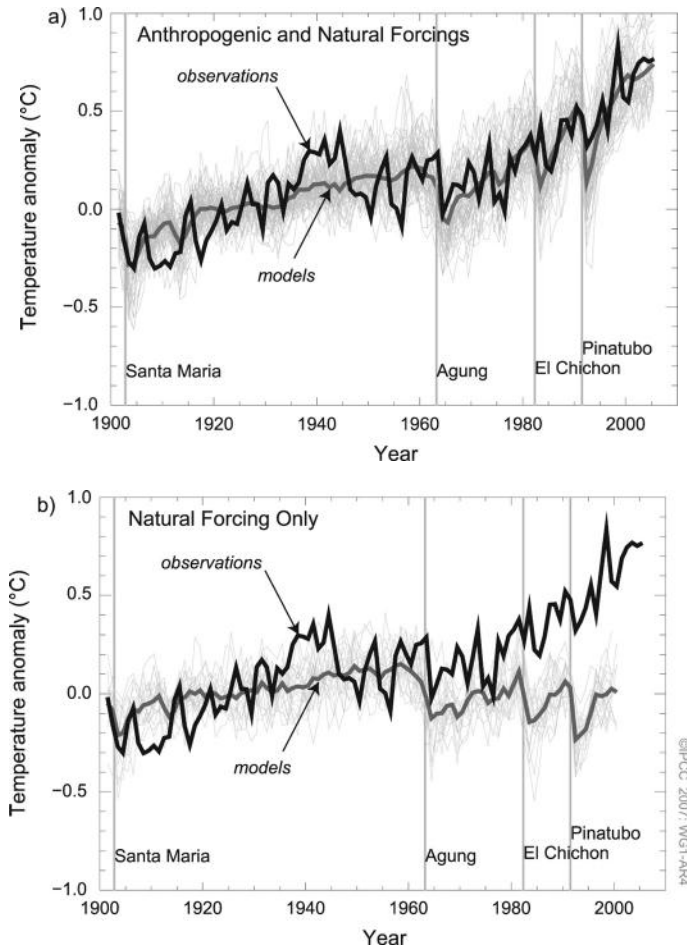 a)
Anthropogenic and Natural Forcings
observations
models
Santa Maria
Agung
El Chichon
Pinatubo
Temperature anomaly (°C)
1.0
0.5
0.0
−0.5
−1.0
1900 1920 1940 1960 1980 2000
Year
b)
Natural Forcing Only
observations
models
Santa Maria
Agung
El Chichon
Pinatubo
Temperature anomaly (°C)
1.0
0.5
0.0
-0.5
-1.0
1900 1920 1940 1960 1980 2000
Year
©IPCC 2007: WG1-AR4